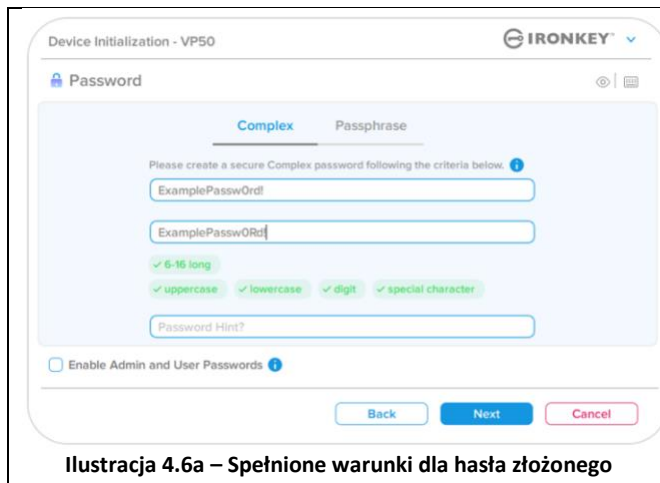 Device Initialization - VP50
IRONKEY™
Password
Complex Passphrase
Please create a secure Complex password following the criteria below.
ExamplePassw0rd!
ExamplePassw0Rd!
✓ 6-16 long
✓ uppercase ✓ lowercase ✓ digit ✓ special character
Password Hint?
Enable Admin and User Passwords
Back Next Cancel
Ilustracja 4.6a – Spełnione warunki dla hasła złożonego